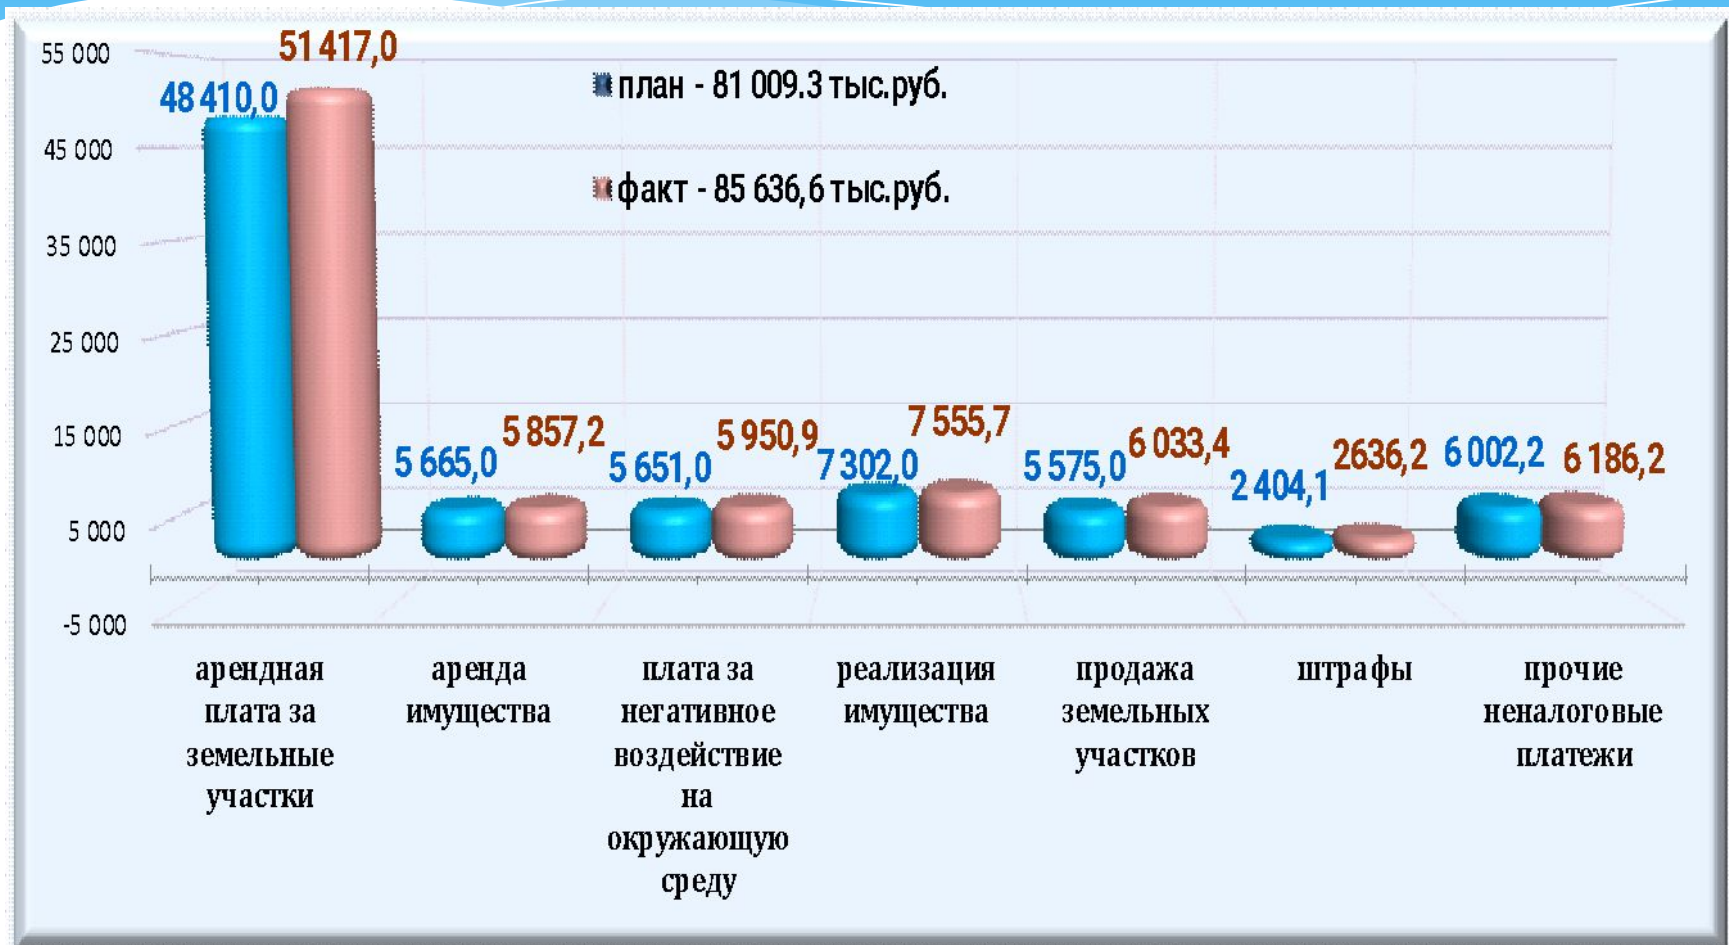 55 000
45 000
35 000
25 000
15 000
5 000
-5 000
план - 81 009.3 тыс.руб.
факт - 85 636,6 тыс.руб.
48 410,0
51 417,0
5 665,0
5 857,2
5 651,0
5 950,9
7 302,0
7 555,7
5 575,0
6 033,4
2 404,1
2636,2
6 002,2
6 186,2
арендная
плата за
земельные
участки
аренда
имущества
плата за
негативное
воздействие
на
окружающую
среду
реализация
имущества
продажа
земельных
участков
штрафы
прочие
неналоговые
платежи